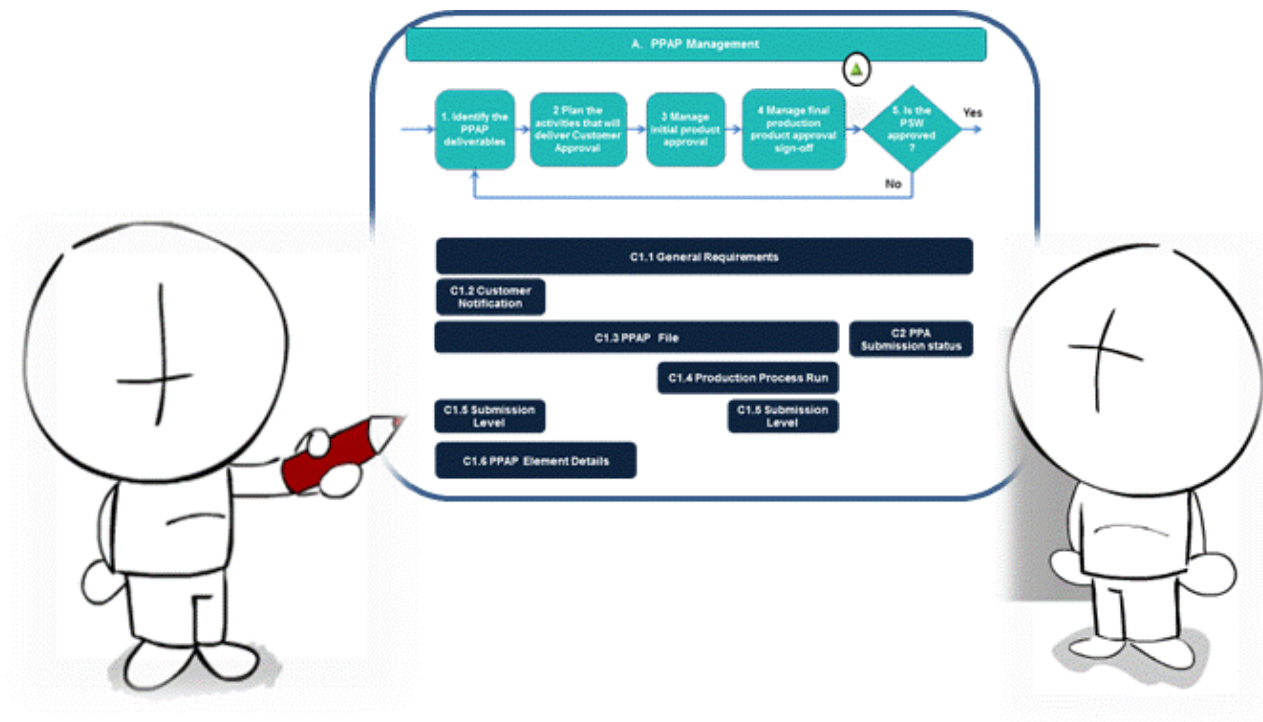 A. PPAP Management
1. Identify the
PPAP
deliverables
2 Plan the
activities that will
deliver Customer
Approval
3 Manage
initial product
approval
4 Manage final
production
product approval
sign-off
5. Is the
PSW
approved
?
Yes
No
C1.1 General Requirements
C1.2 Customer
Notification
C1.3 PPAP File
C2 PPA
Submission status
C1.4 Production Process Run
C1.5 Submission
Level
C1.5 Submission
Level
C1.6 PPAP Element Details